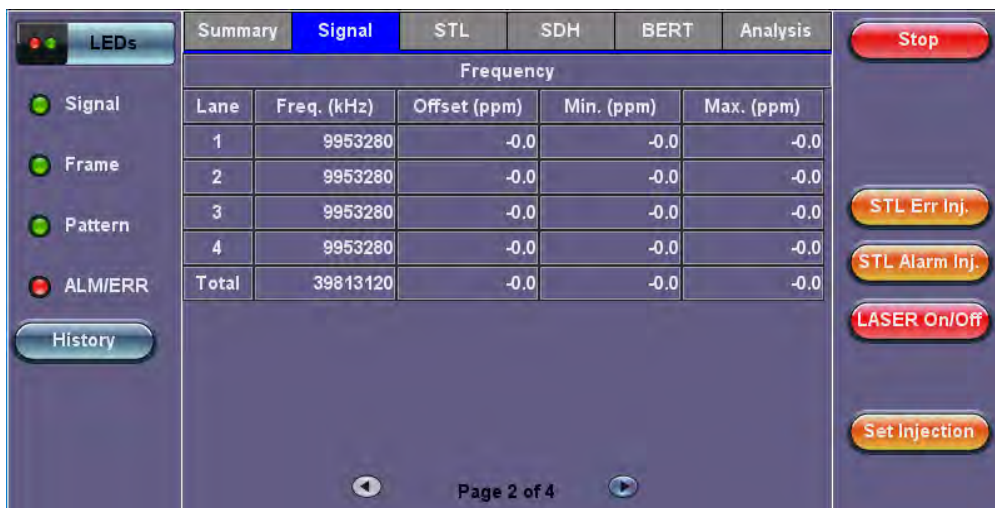 LEDs
Signal
Frame
Pattern
ALM/ERR
History
Summary Signal STL SDH BERT Analysis
Frequency
Lane Freq. (kHz) Offset (ppm) Min. (ppm) Max. (ppm)
1 9953280 -0.0 -0.0 -0.0
2 9953280 -0.0 -0.0 -0.0
3 9953280 -0.0 -0.0 -0.0
4 9953280 -0.0 -0.0 -0.0
Total 39813120 -0.0 -0.0 -0.0
Page 2 of 4
Stop
STL Err Inj.
STL Alarm Inj.
LASER On/Off
Set Injection